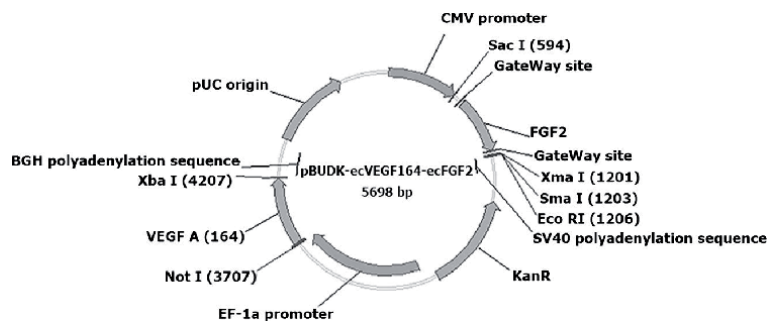 CMV promoter
Sac I (594)
GateWay site
pUC origin
FGF2
BGH polyadenylation sequence
pBUDK-ecVEGF164-ecFGF2
GateWay site
Xba I (4207)
Xma I (1201)
5698 bp
Sma I (1203)
Eco RI (1206)
VEGF A (164)
SV40 polyadenylation sequence
Not I (3707)
KanR
EF-1a promoter